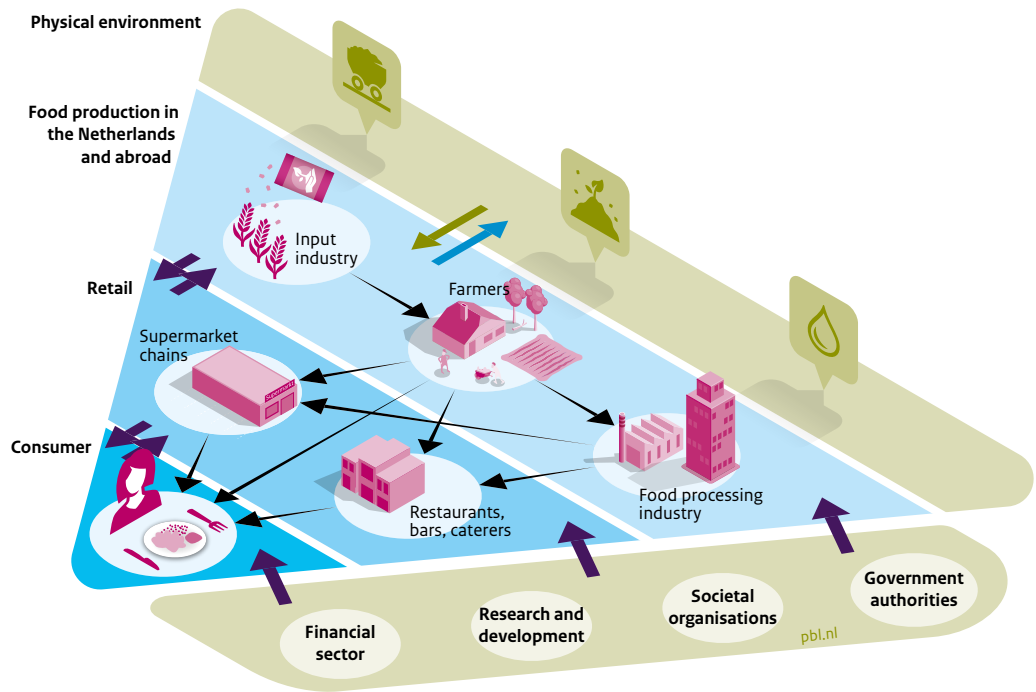 Physical environment
Food production in
the Netherlands
and abroad
Input
industry
Farmers
Retail
Supermarket
chains
Supermarkt
Consumer
Restaurants,
bars, caterers
Food processing
industry
Financial
sector
Research and
development
Societal
organisations
Government
authorities
pbl.nl